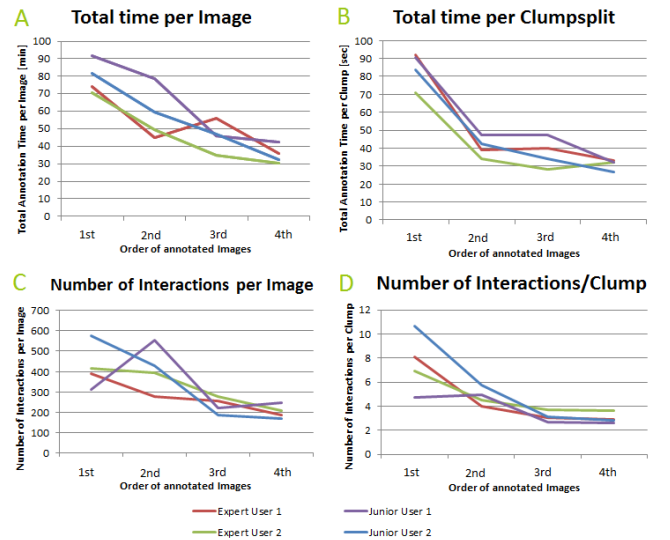 A Total time per Image
Total Annotation Time per Image [min]
100
90
80
70
60
50
40
30
20
10
0
1st 2nd 3rd 4th
Order of annotated Images
B Total time per Clumpsplit
Total Annotation Time per Clump [sec]
100
90
80
70
60
50
40
30
20
10
0
1st 2nd 3rd 4th
Order of annotated Images
C Number of Interactions per Image
Number of Interactions per Image
700
600
500
400
300
200
100
0
1st 2nd 3rd 4th
Order of annotated Images
D Number of Interactions/Clump
Number of Interactions per Clump
12
10
8
6
4
2
0
1st 2nd 3rd 4th
Order of annotated Images
Expert User 1
Junior User 1
Expert User 2
Junior User 2